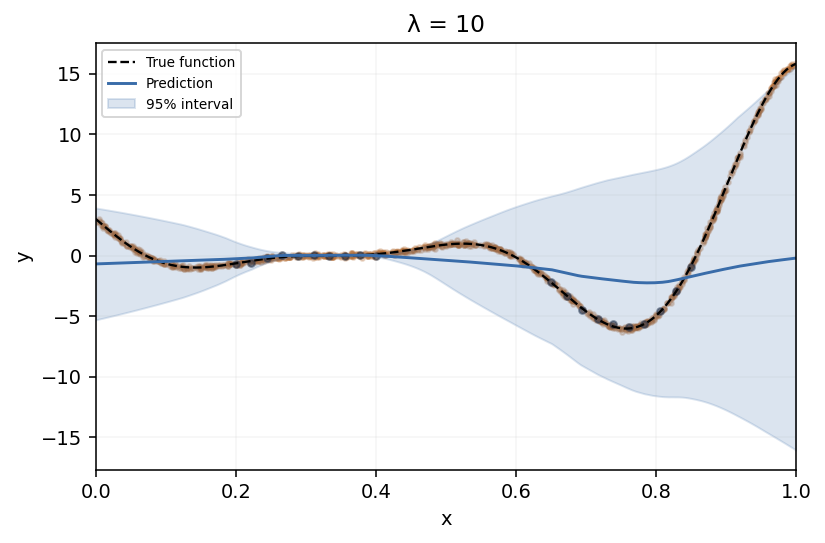 λ = 10
True function
Prediction
95% interval
15
10
5
0
−5
−10
−15
y
0.0 0.2 0.4 0.6 0.8 1.0
x